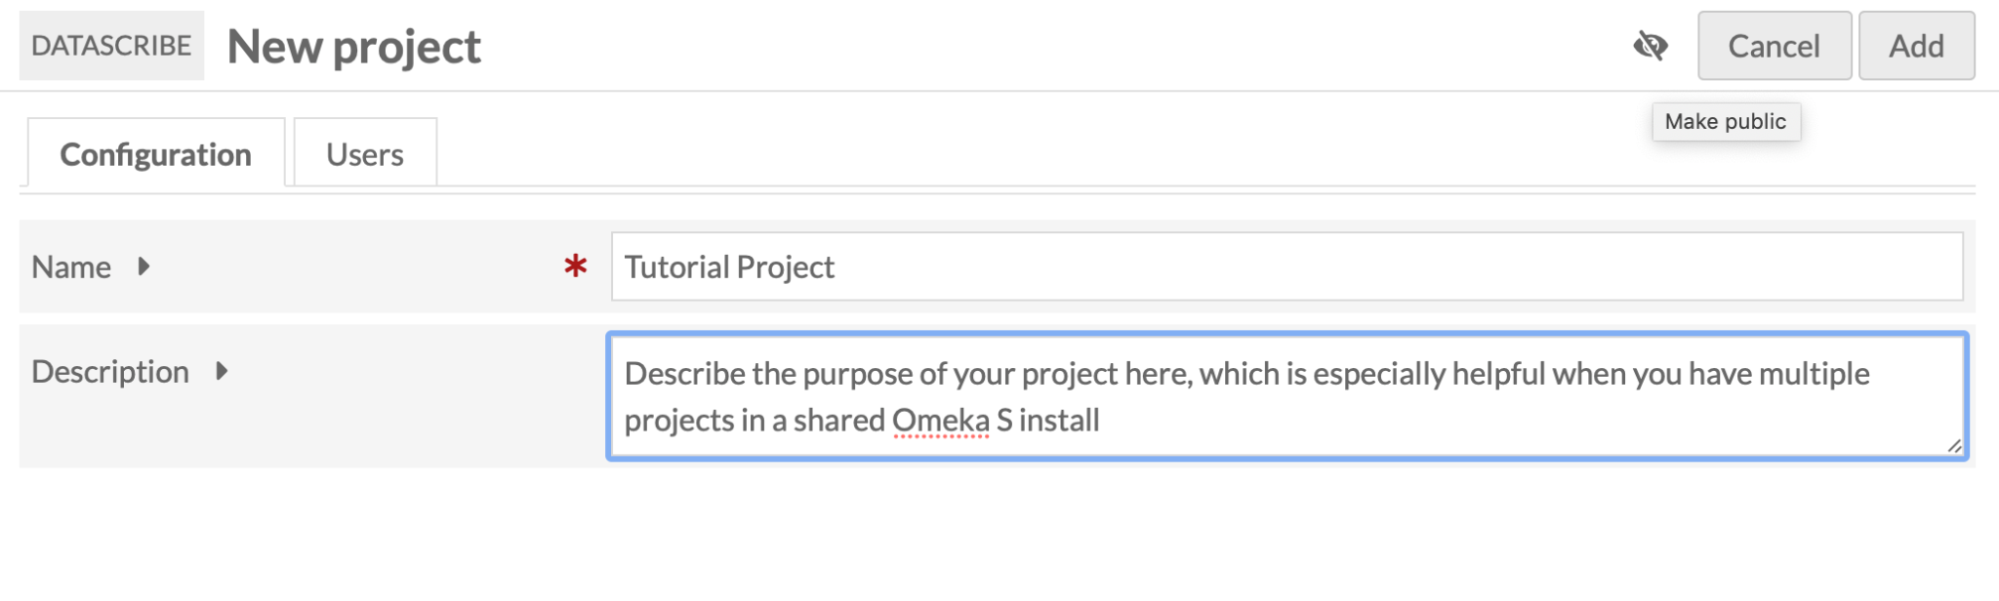 DATASCRIBE New project Cancel Add
Make public
Configuration Users
Name * Tutorial Project
Description Describe the purpose of your project here, which is especially helpful when you have multiple
projects in a shared Omeka S install